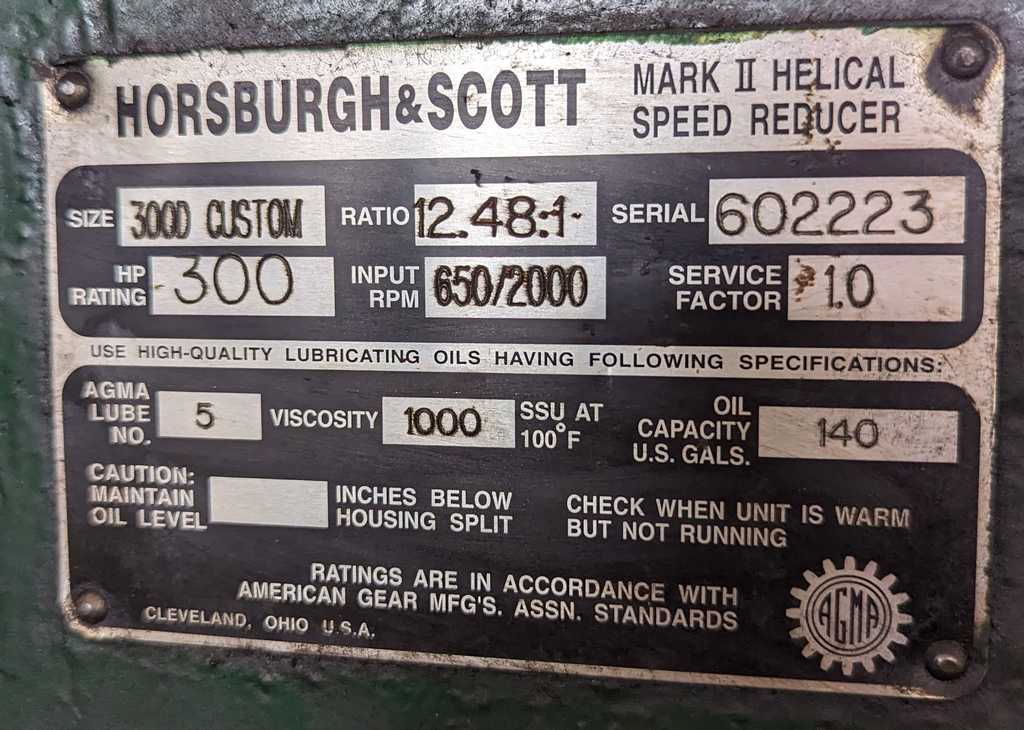 HORSBURGH&SCOTT
MARK II HELICAL
SPEED REDUCER
SIZE 300D CUSTOM RATIO 12.48:1 SERIAL 602223
HP RATING 300 INPUT RPM 650/2000 SERVICE FACTOR 1.0
USE HIGH-QUALITY LUBRICATING OILS HAVING FOLLOWING SPECIFICATIONS:
AGMA LUBE NO. 5 VISCOSITY 1000 SSU AT 100°F OIL CAPACITY U.S. GALS. 140
CAUTION: MAINTAIN OIL LEVEL INCHES BELOW HOUSING SPLIT
CHECK WHEN UNIT IS WARM
BUT NOT RUNNING
RATINGS ARE IN ACCORDANCE WITH
AMERICAN GEAR MFG'S. ASSN. STANDARDS
CLEVELAND, OHIO U.S.A.
AGMA